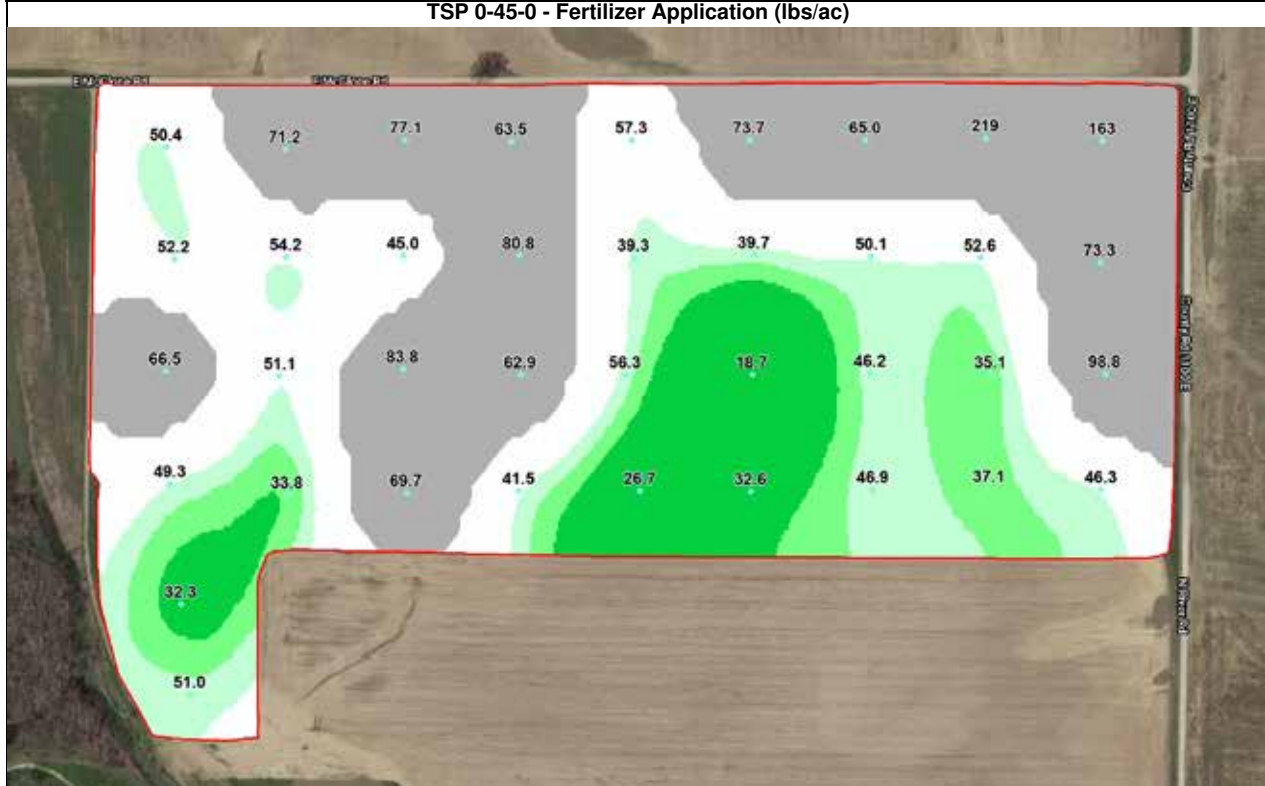 TSP 0-45-0 - Fertilizer Application (lbs/ac)
E McClure Rd E McClure Rd
50.4 71.2 77.1 63.5 57.3 73.7 65.0 219 163
52.2 54.2 45.0 80.8 39.3 39.7 50.1 52.6 73.3
66.5 51.1 83.8 62.9 56.3 18.7 46.2 35.1 98.8
49.3 33.8 69.7 41.5 26.7 32.6 46.9 37.1 46.3
32.3
51.0